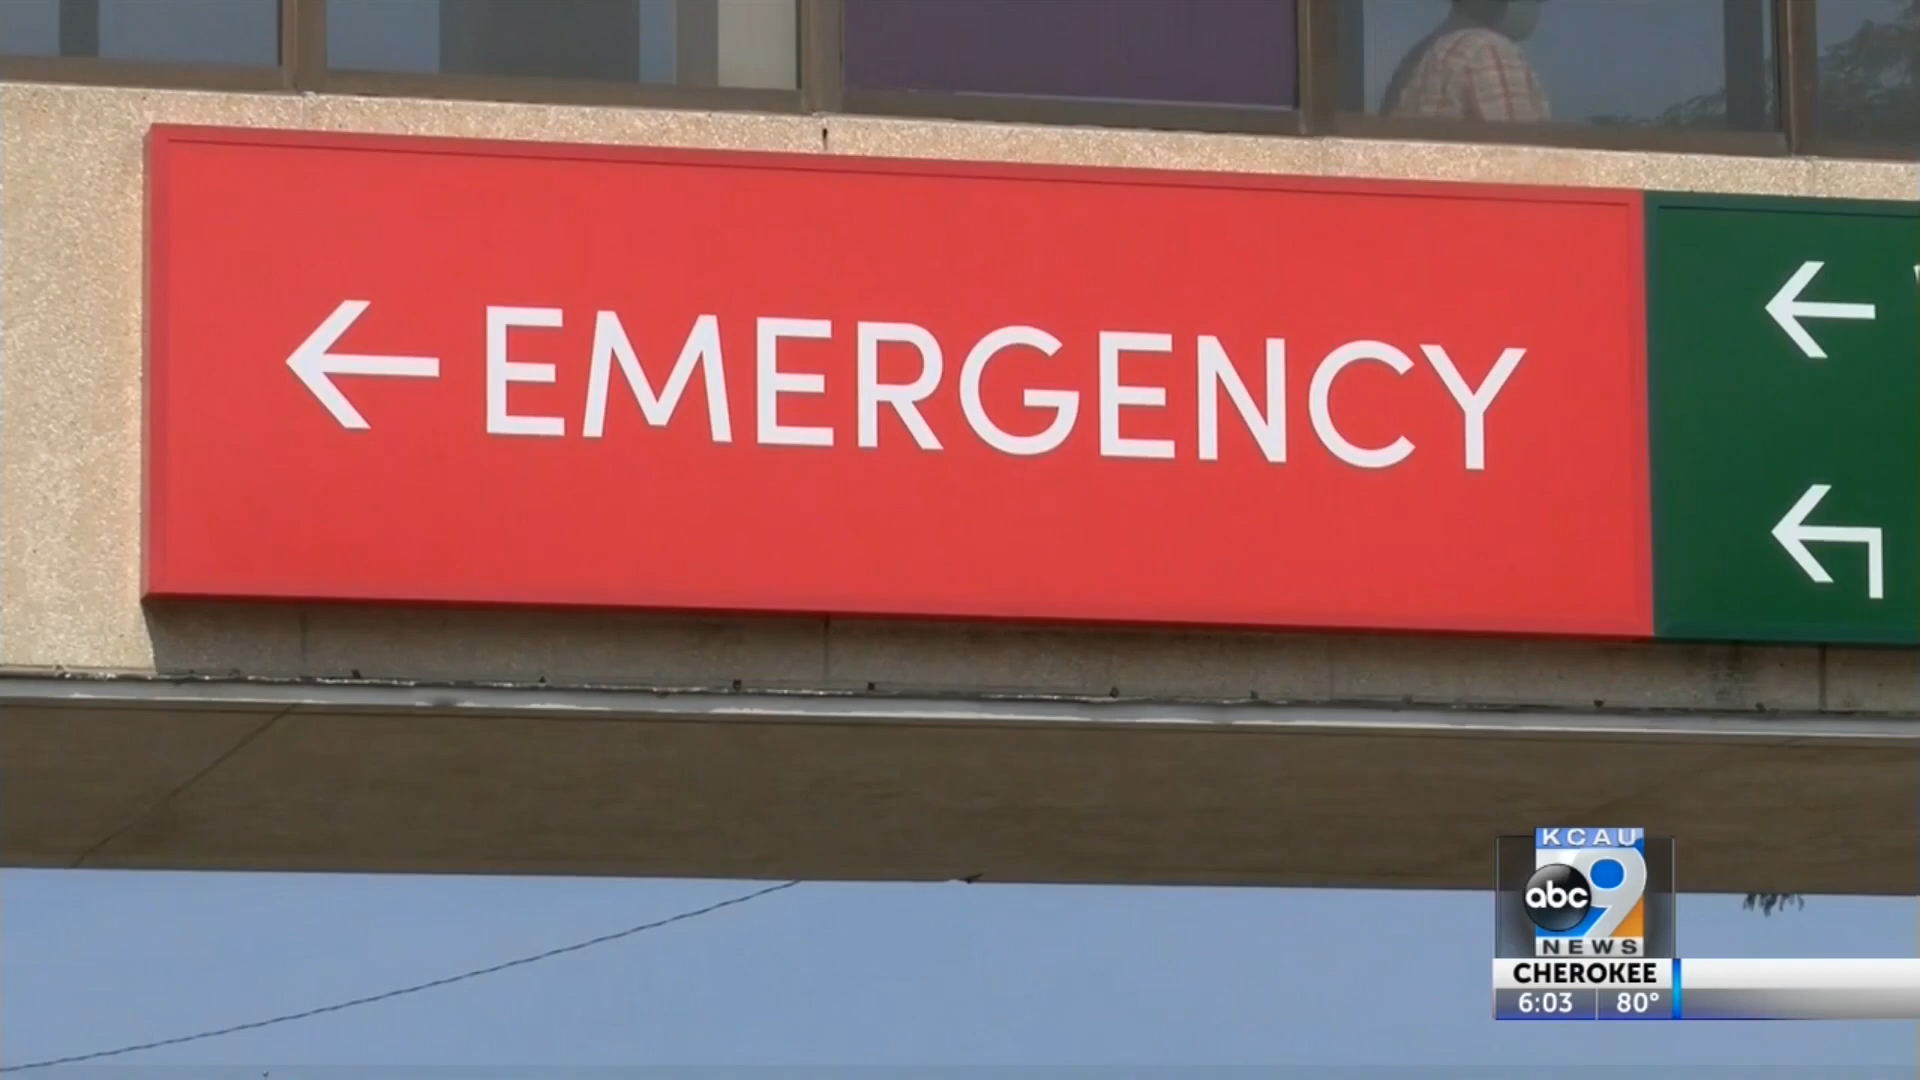 ← EMERGENCY
KCAU
abc 9
NEWS
CHEROKEE
6:03 80°